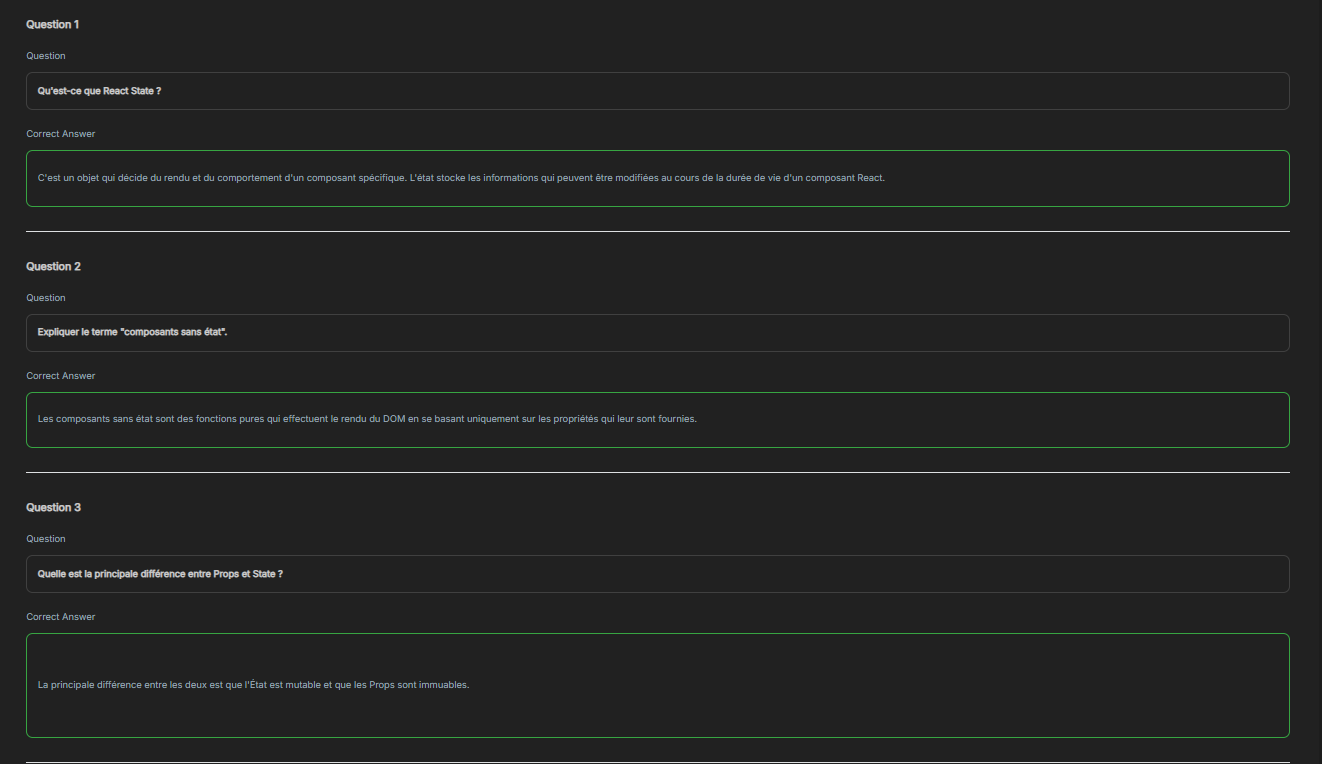 Question 1
Question
Qu'est-ce que React State ?
Correct Answer
C'est un objet qui décide du rendu et du comportement d'un composant spécifique. L'état stocke les informations qui peuvent être modifiées au cours de la durée de vie d'un composant React.
Question 2
Question
Expliquer le terme "composants sans état".
Correct Answer
Les composants sans état sont des fonctions pures qui effectuent le rendu du DOM en se basant uniquement sur les propriétés qui leur sont fournies.
Question 3
Question
Quelle est la principale différence entre Props et State ?
Correct Answer
La principale différence entre les deux est que l'État est mutable et que les Props sont immuables.